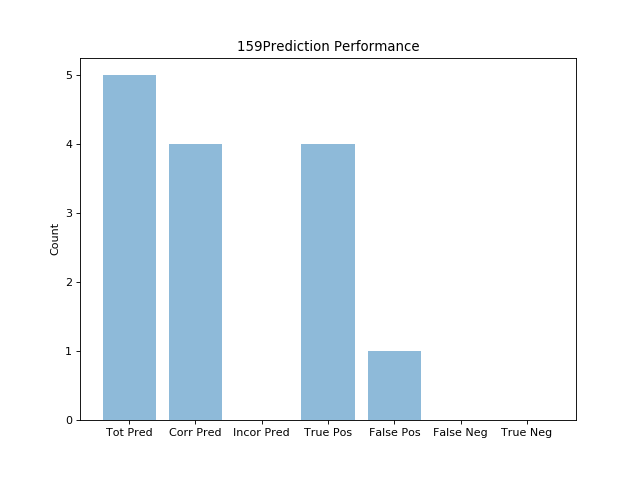 159Prediction Performance
5
4
3
2
1
0
Count
Tot Pred Corr Pred Incor Pred True Pos False Pos False Neg True Neg